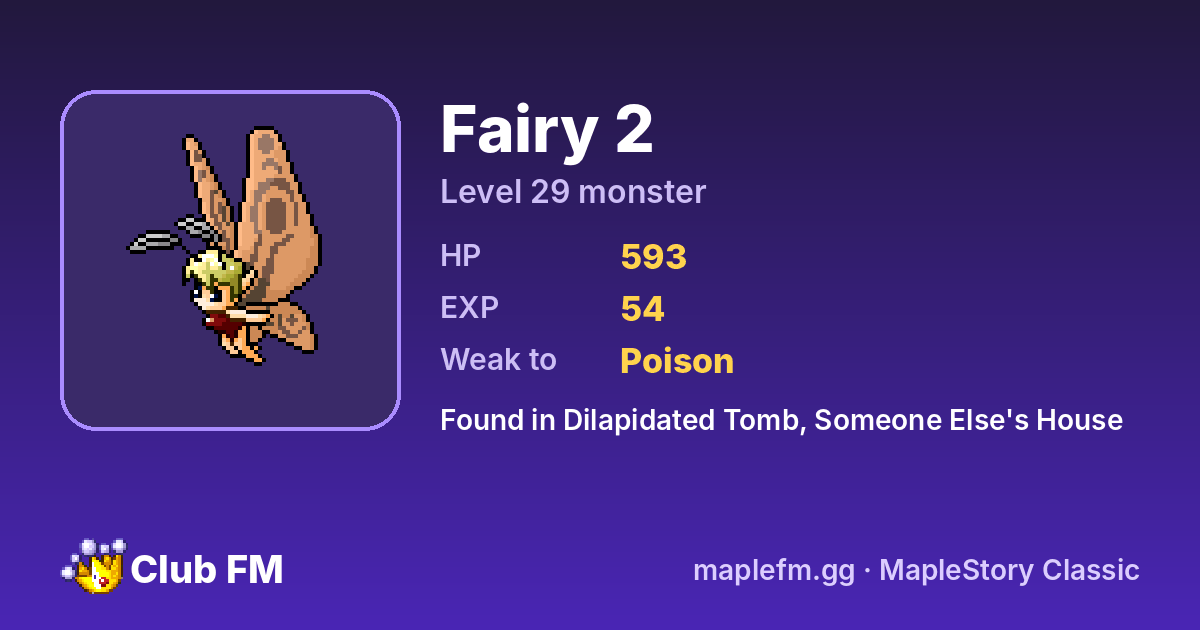 Fairy 2
Level 29 monster
HP 593
EXP 54
Weak to Poison
Found in Dilapidated Tomb, Someone Else's House
Club FM
maplefm.gg · MapleStory Classic